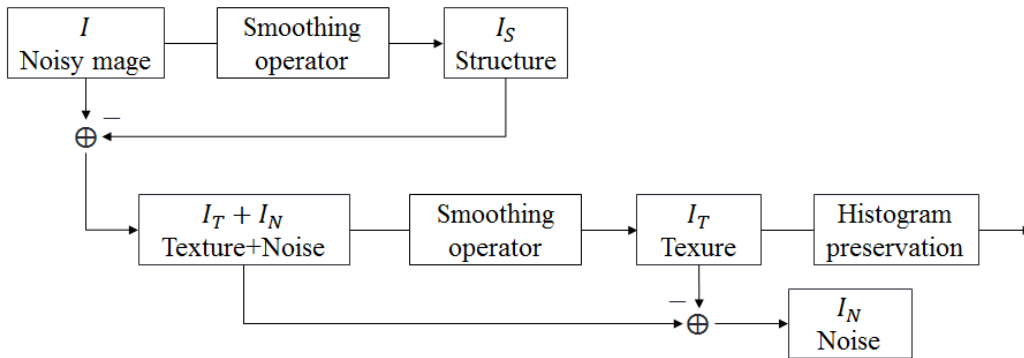 I
Noisy mage
Smoothing
operator
I_S
Structure
−
⊕
I_T + I_N
Texture+Noise
Smoothing
operator
I_T
Texure
Histogram
preservation
−
⊕
I_N
Noise